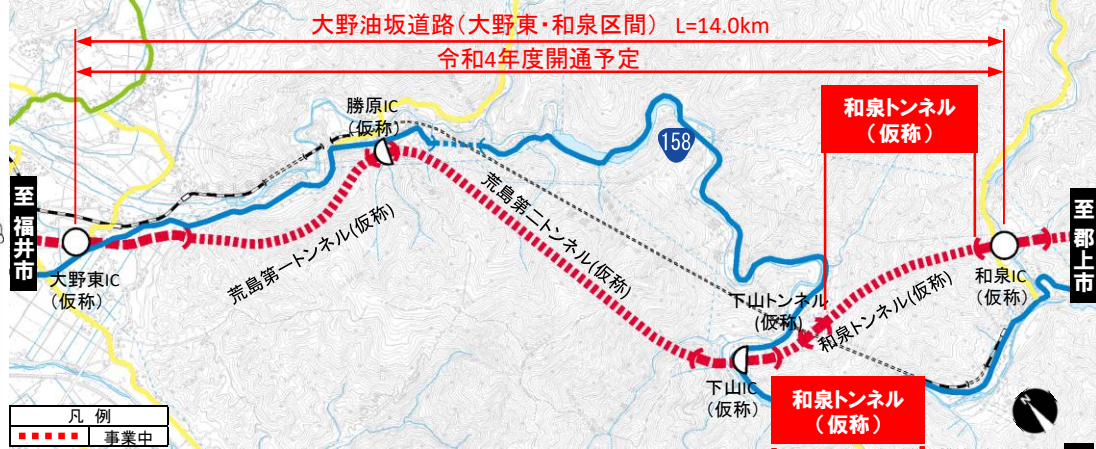 大野油坂道路(大野東・和泉区間) L=14.0km
令和4年度開通予定
勝原IC
(仮称)
158
和泉トンネル
(仮称)
至福井市
荒島第一トンネル(仮称)
荒島第二トンネル(仮称)
至郡上市
大野東IC
(仮称)
和泉IC
(仮称)
下山トンネル
(仮称)
和泉トンネル(仮称)
下山IC
(仮称)
和泉トンネル
(仮称)
N
凡 例
事業中